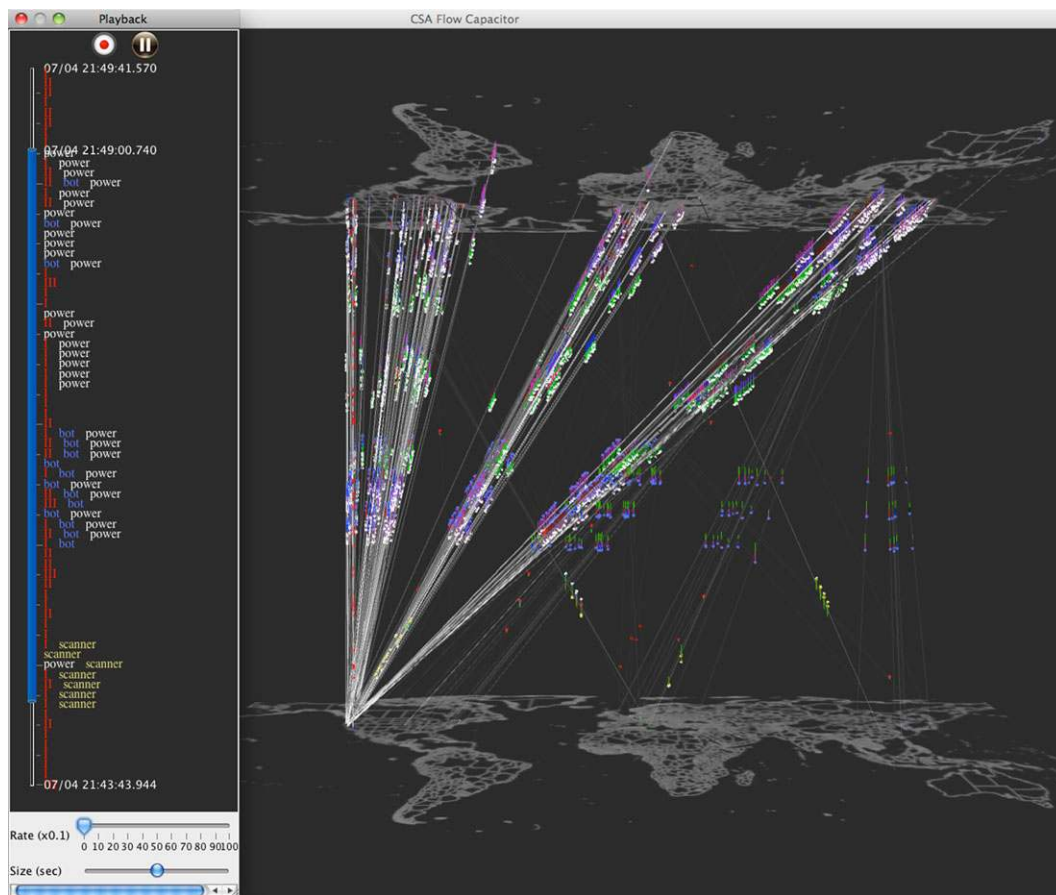 Playback
CSA Flow Capacitor
07/04 21:49:41.570
07/04 21:49:00.740
power
power
power
bot power
power
power
power
bot power
power
power
power
bot power
power
power
power
power
power
power
power
power
bot power
bot power
bot power
bot
bot power
bot power
bot power
bot
bot power
bot power
bot power
bot
scanner
scanner
power scanner
scanner
scanner
scanner
scanner
07/04 21:43:43.944
Rate (x0.1)
0 10 20 30 40 50 60 70 80 90100
Size (sec)